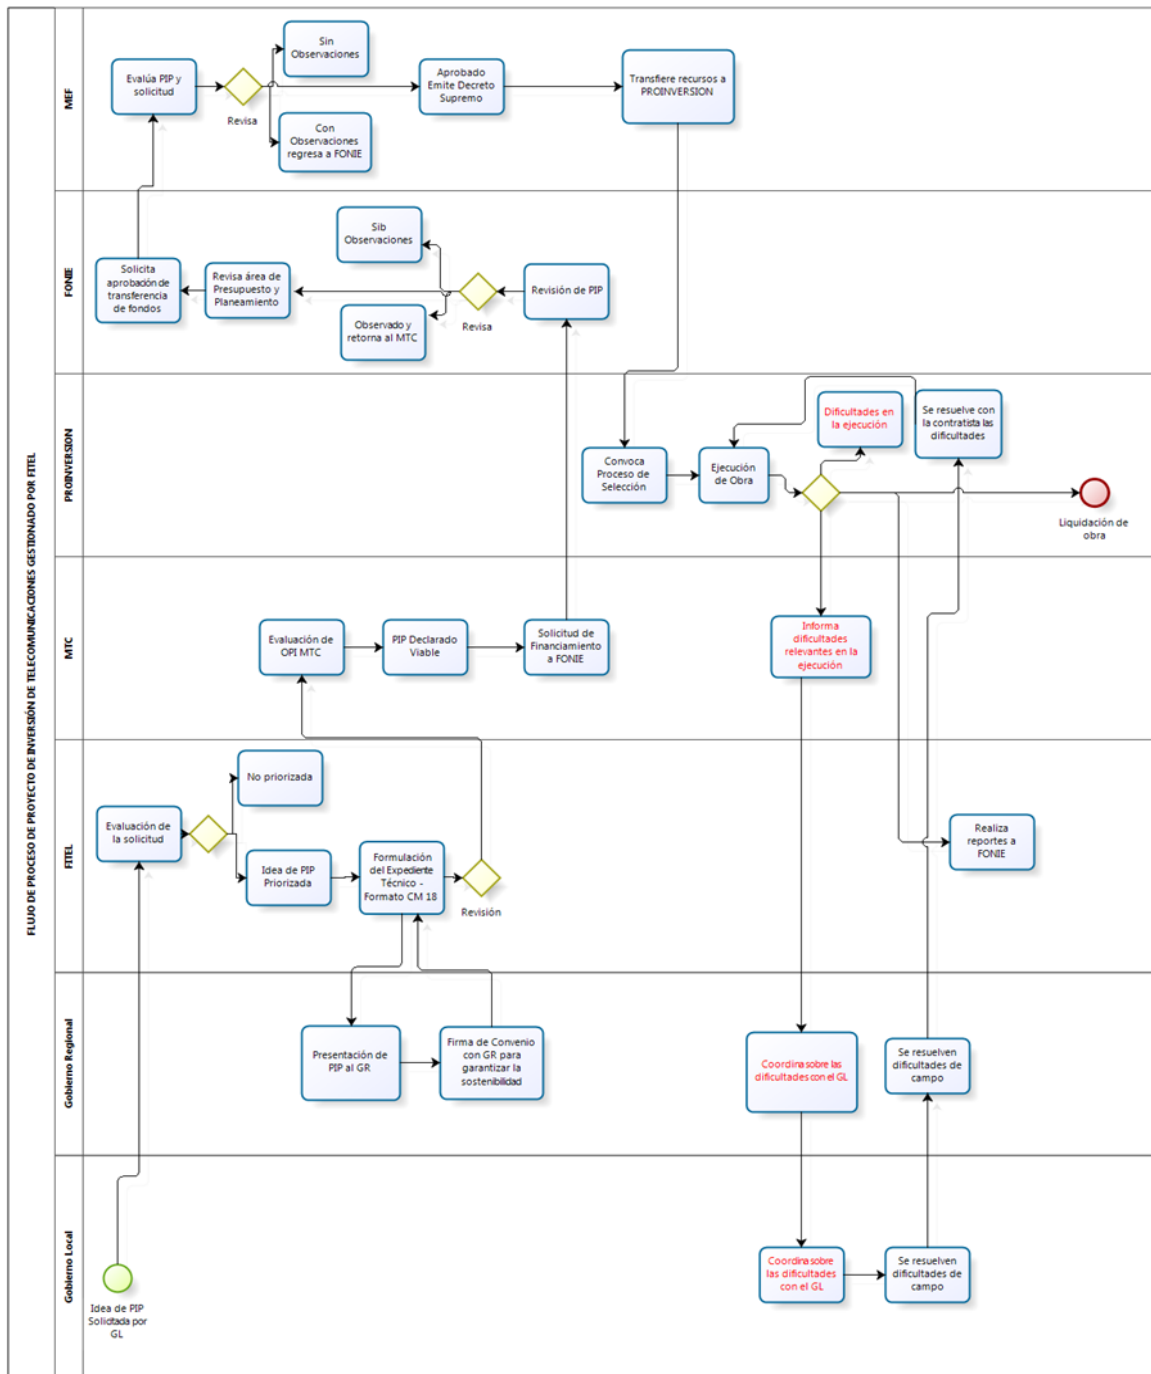 FLUJO DE PROCESO DE PROYECTO DE INVERSIÓN DE TELECOMUNICACIONES GESTIONADO POR FITEL
MEF
Evalúa PIP y
solicitud
Revisa
Sin
Observaciones
Con
Observaciones
regresa a FONIE
Aprobado
Emite Decreto
Supremo
Transfiere recursos a
PROINVERSION
FONIE
Solicita
aprobación de
transferencia
de fondos
Revisa área de
Presupuesto y
Planeamiento
Sib
Observaciones
Observado y
retorna al MTC
Revisa
Revisión de PIP
PROINVERSION
Convoca
Proceso de
Selección
Ejecución
de Obra
Dificultades en
la ejecución
Se resuelve con
la contratista las
dificultades
Liquidación de
obra
MTC
Evaluación de
OPI MTC
PIP Declarado
Viable
Solicitud de
Financiamiento
a FONIE
Informa
dificultades
relevantes en la
ejecución
FITEL
Evaluación de
la solicitud
No priorizada
Idea de PIP
Priorizada
Formulación
del Expediente
Técnico -
Formato CM 18
Revisión
Realiza
reportes a
FONIE
Gobierno Regional
Presentación de
PIP al GR
Firma de Convenio
con GR para
garantizar la
sostenibilidad
Coordina sobre las
dificultades con el GL
Se resuelven
dificultades de
campo
Gobierno Local
Idea de PIP
Solicitada por
GL
Coordina sobre
las dificultades
con el GL
Se resuelven
dificultades de
campo